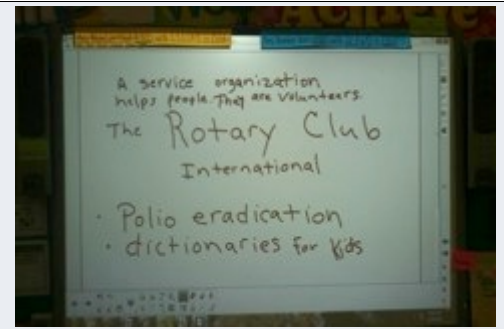 A service organization
helps people. They are volunteers.
The Rotary Club
International
• Polio eradication
• dictionaries for kids